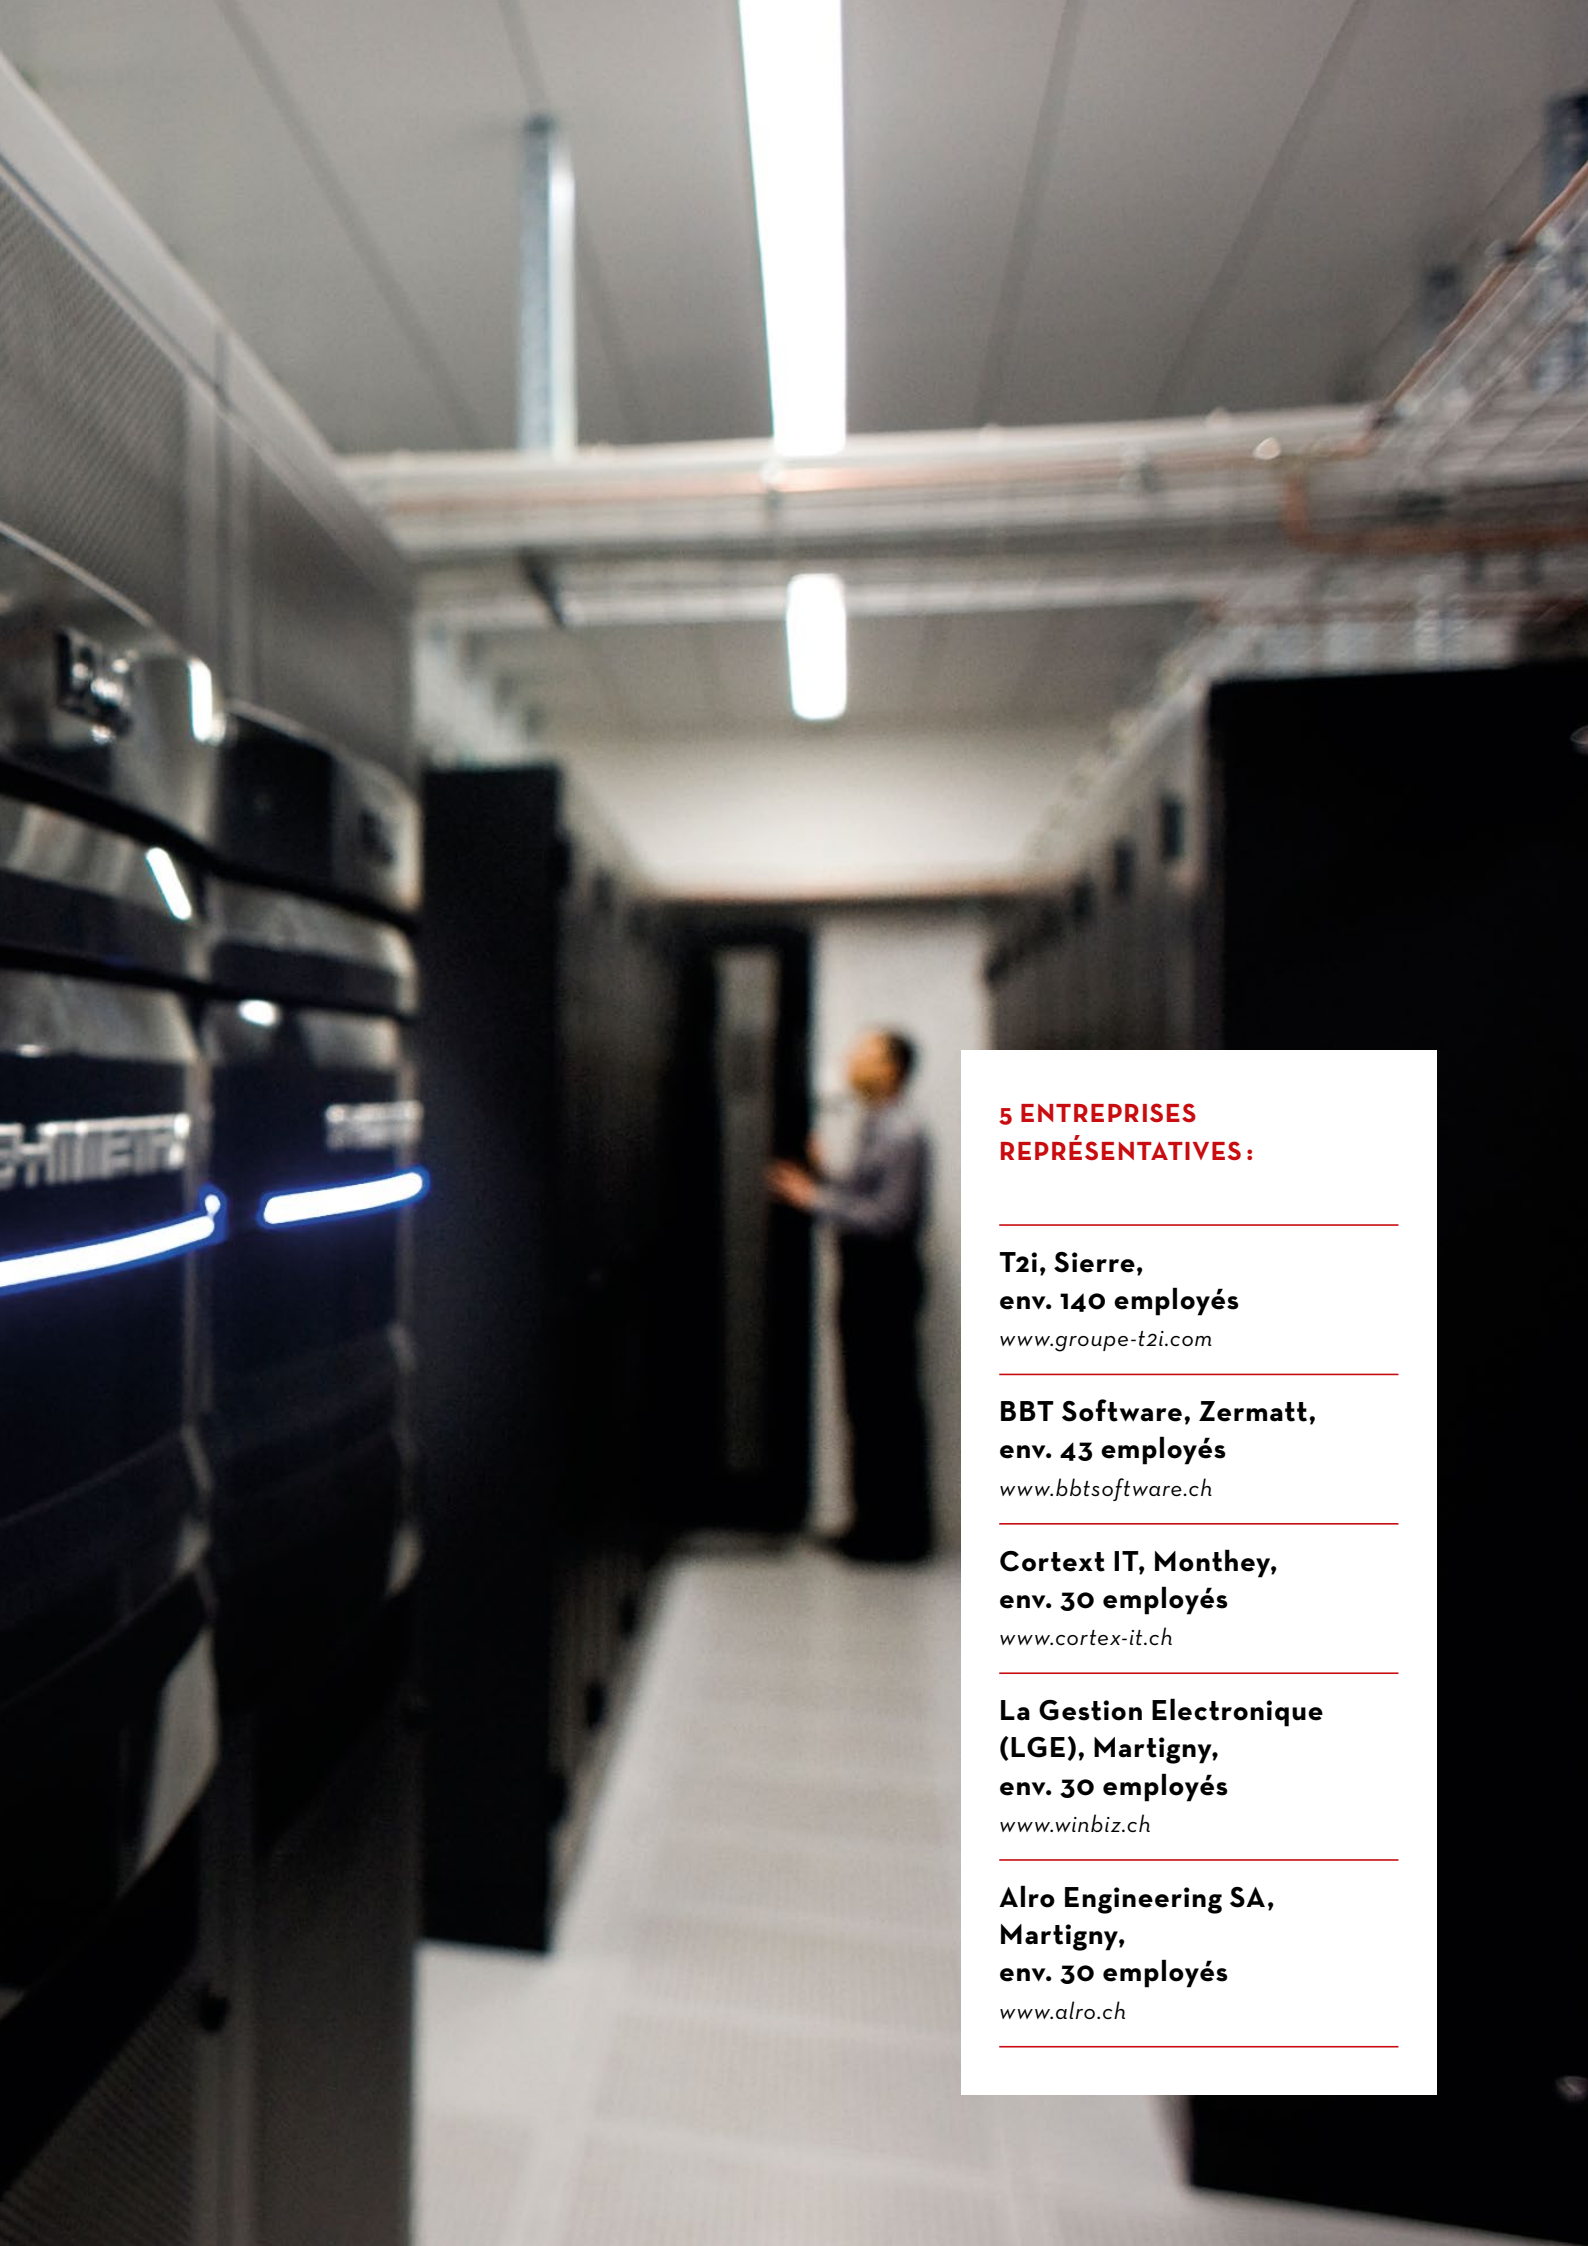 5 ENTREPRISES
REPRÉSENTATIVES :
T2i, Sierre,
env. 140 employés
www.groupe-t2i.com
BBT Software, Zermatt,
env. 43 employés
www.bbtsoftware.ch
Cortext IT, Monthey,
env. 30 employés
www.cortex-it.ch
La Gestion Electronique
(LGE), Martigny,
env. 30 employés
www.winbiz.ch
Alro Engineering SA,
Martigny,
env. 30 employés
www.alro.ch